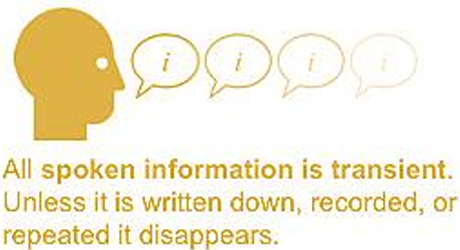 i i i i
All spoken information is transient.
Unless it is written down, recorded, or
repeated it disappears.